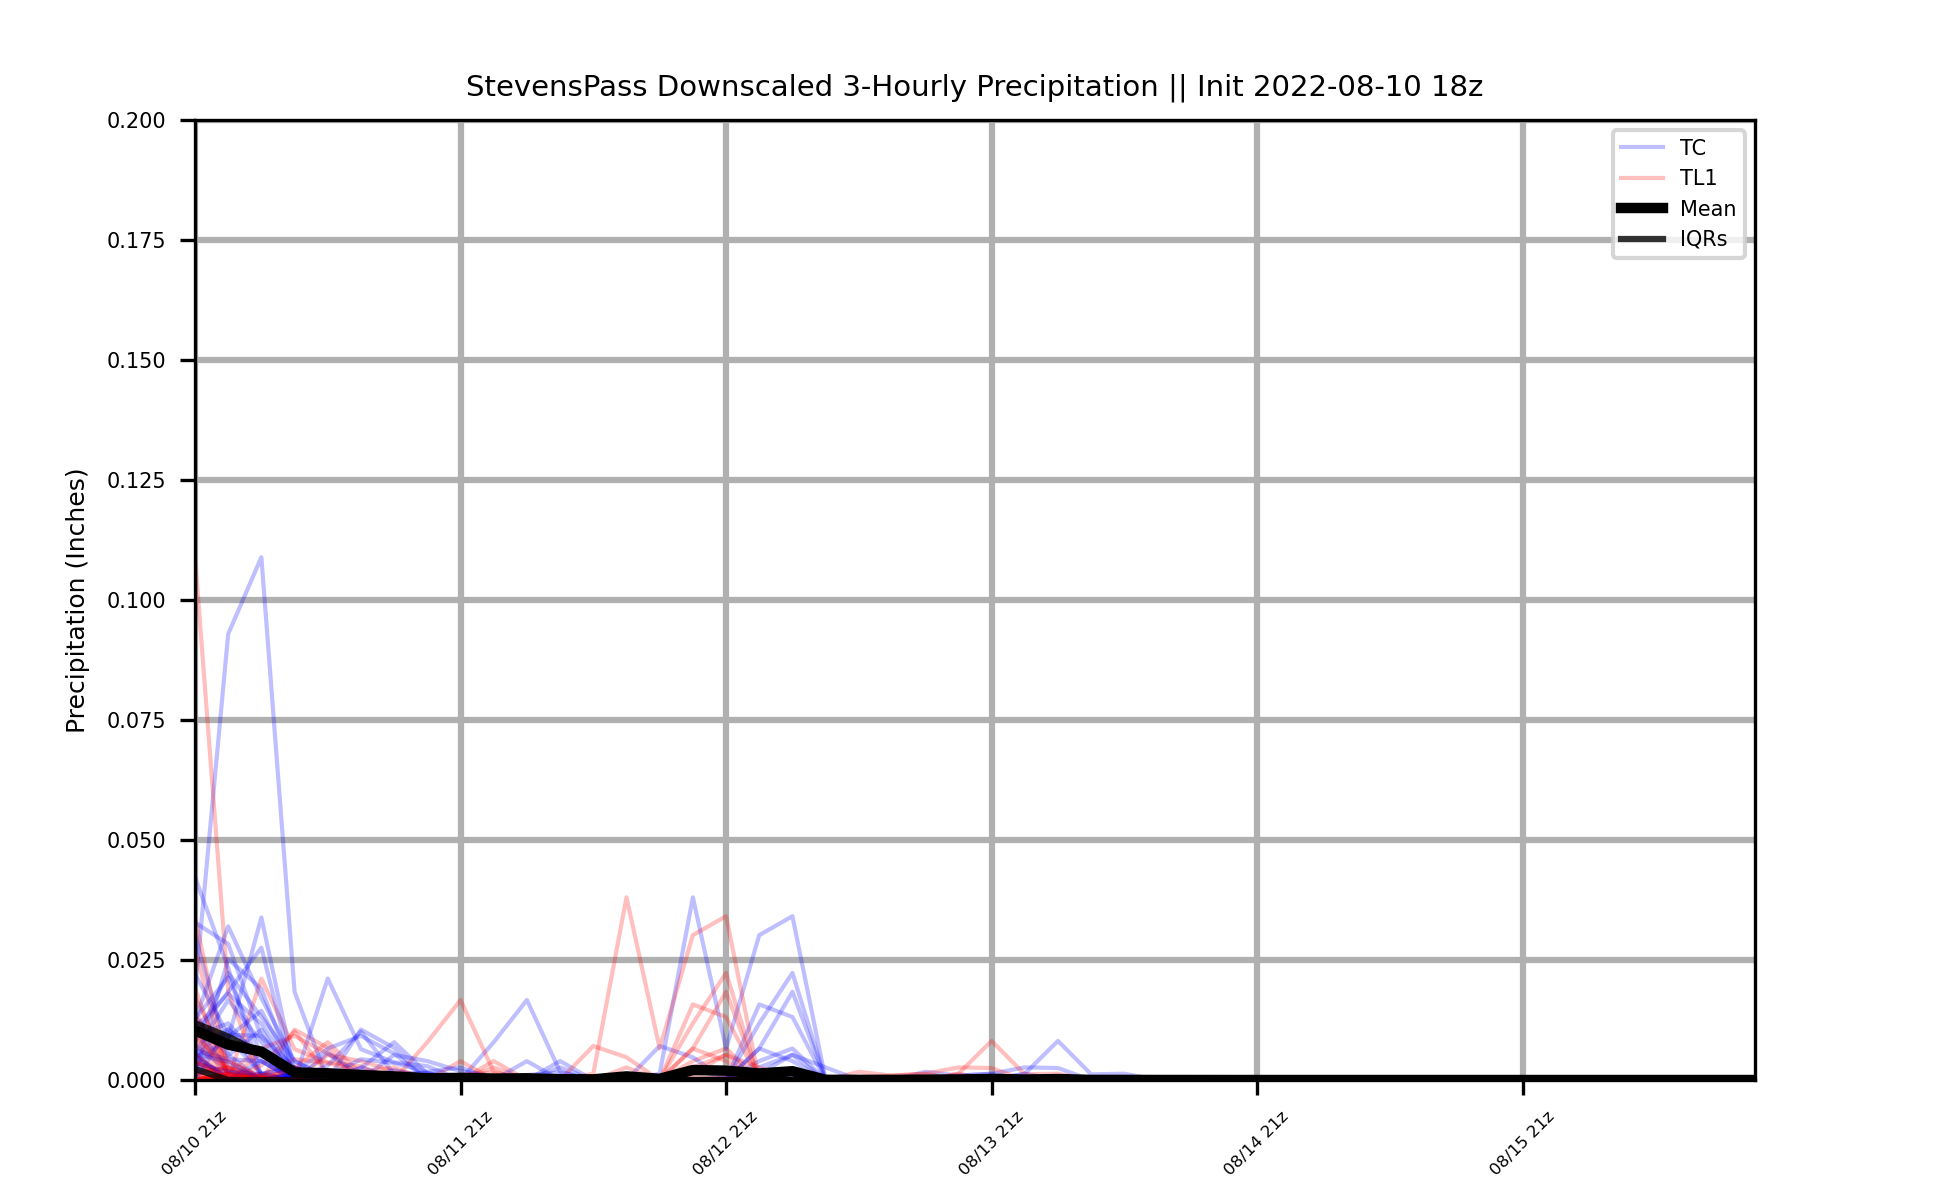 StevensPass Downscaled 3-Hourly Precipitation || Init 2022-08-10 18z
0.200
0.175
0.150
0.125
0.100
0.075
0.050
0.025
0.000
Precipitation (Inches)
TC
TL1
Mean
IQRs
08/10 21z
08/11 21z
08/12 21z
08/13 21z
08/14 21z
08/15 21z